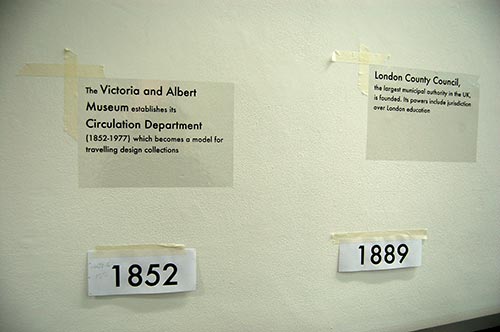 The Victoria and Albert
Museum establishes its
Circulation Department
(1852-1977) which becomes a model for
travelling design collections
1852
London County Council,
the largest municipal authority in the UK,
is founded. Its powers include jurisdiction
over London education
1889